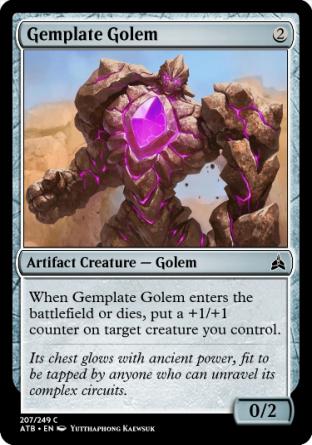 Gemplate Golem 2
Artifact Creature — Golem
When Gemplate Golem enters the
battlefield or dies, put a +1/+1
counter on target creature you control.
Its chest glows with ancient power, fit to
be tapped by anyone who can unravel its
complex circuits.
0/2
207/249 C
ATB • EN Yutthaphong Kaewsuk